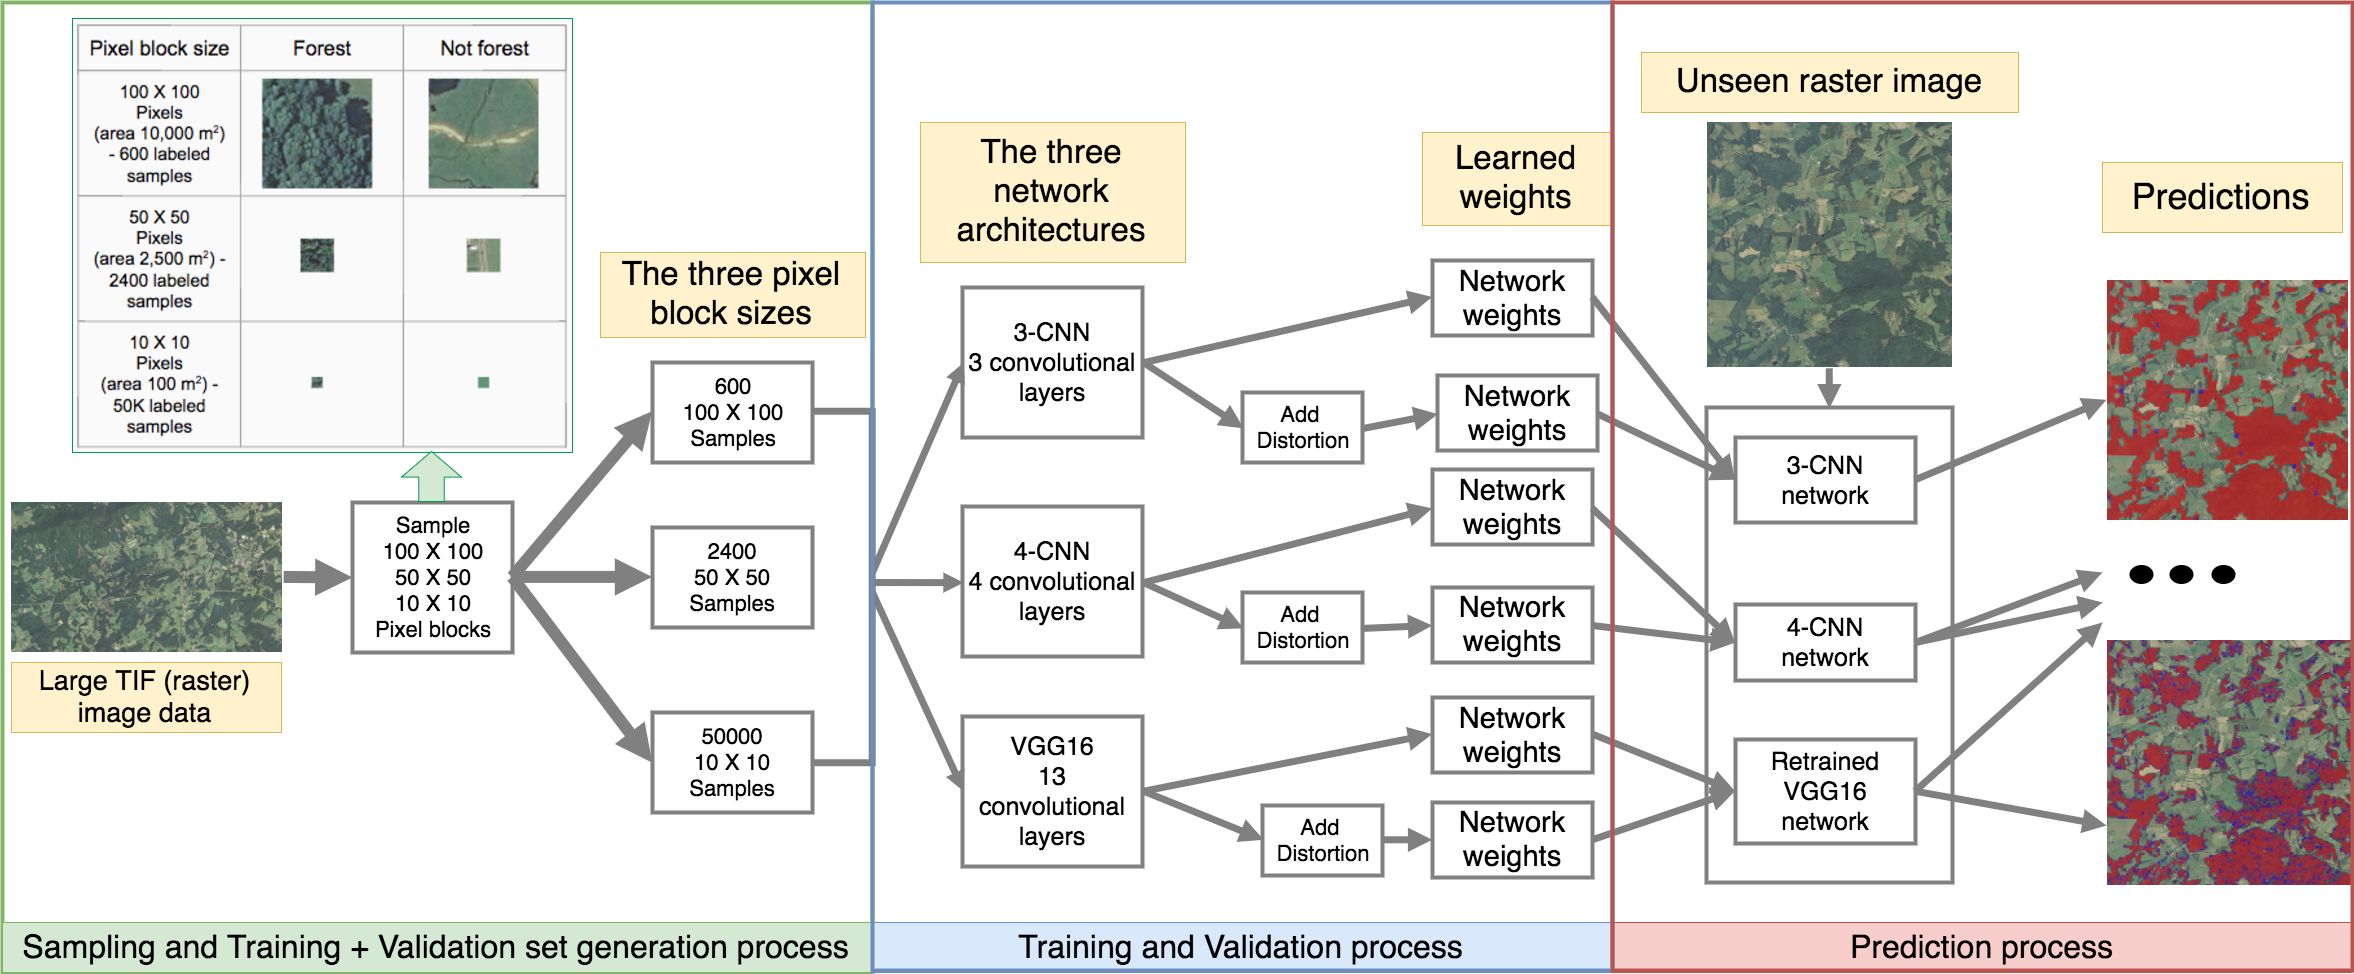 Pixel block size
Forest
Not forest
100 X 100
Pixels
(area 10,000 m²)
- 600 labeled
samples
50 X 50
Pixels
(area 2,500 m²) -
2400 labeled
samples
10 X 10
Pixels
(area 100 m²) -
50K labeled
samples
Large TIF (raster)
image data
Sample
100 X 100
50 X 50
10 X 10
Pixel blocks
The three pixel
block sizes
600
100 X 100
Samples
2400
50 X 50
Samples
50000
10 X 10
Samples
Sampling and Training + Validation set generation process
The three
network
architectures
3-CNN
3 convolutional
layers
4-CNN
4 convolutional
layers
VGG16
13
convolutional
layers
Add
Distortion
Add
Distortion
Add
Distortion
Learned
weights
Network
weights
Network
weights
Network
weights
Network
weights
Network
weights
Network
weights
Training and Validation process
Unseen raster image
3-CNN
network
4-CNN
network
Retrained
VGG16
network
Predictions
Prediction process